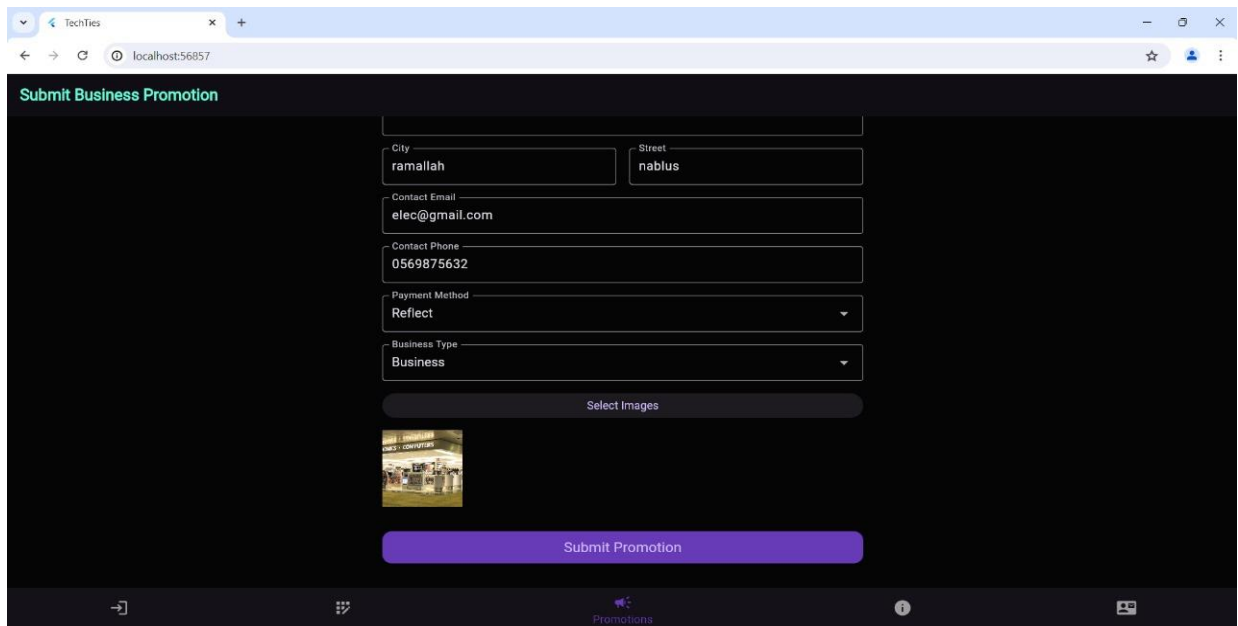 TechTies
localhost:56857
Submit Business Promotion
City
Street
ramallah
nablus
Contact Email
elec@gmail.com
Contact Phone
0569875632
Payment Method
Reflect
Business Type
Business
Select Images
COMPUTERS
Submit Promotion
Promotions